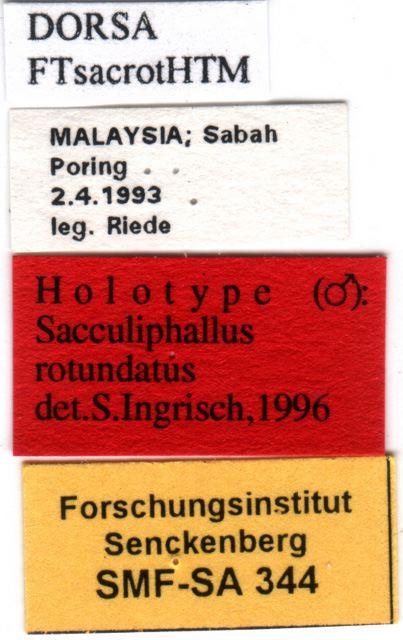 DORSA
FTsacrotHTM
MALAYSIA; Sabah
Poring
2.4.1993
leg. Riede
Holotype (♂):
Sacculiphallus
rotundatus
det.S.Ingrisch,1996
Forschungsinstitut
Senckenberg
SMF-SA 344